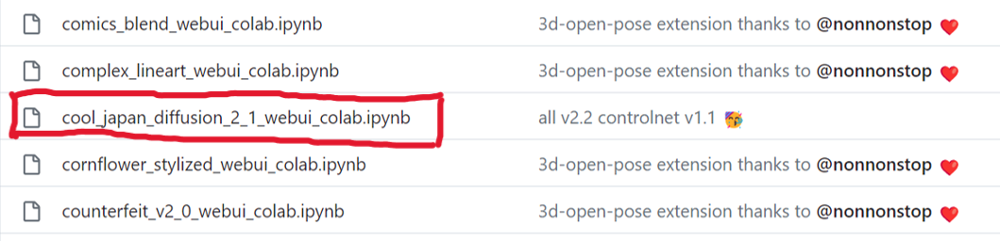 comics_blend_webui_colab.ipynb 3d-open-pose extension thanks to @nonnonstop ❤️
complex_lineart_webui_colab.ipynb 3d-open-pose extension thanks to @nonnonstop ❤️
cool_japan_diffusion_2_1_webui_colab.ipynb all v2.2 controlnet v1.1 🥳
cornflower_stylized_webui_colab.ipynb 3d-open-pose extension thanks to @nonnonstop ❤️
counterfeit_v2_0_webui_colab.ipynb 3d-open-pose extension thanks to @nonnonstop ❤️